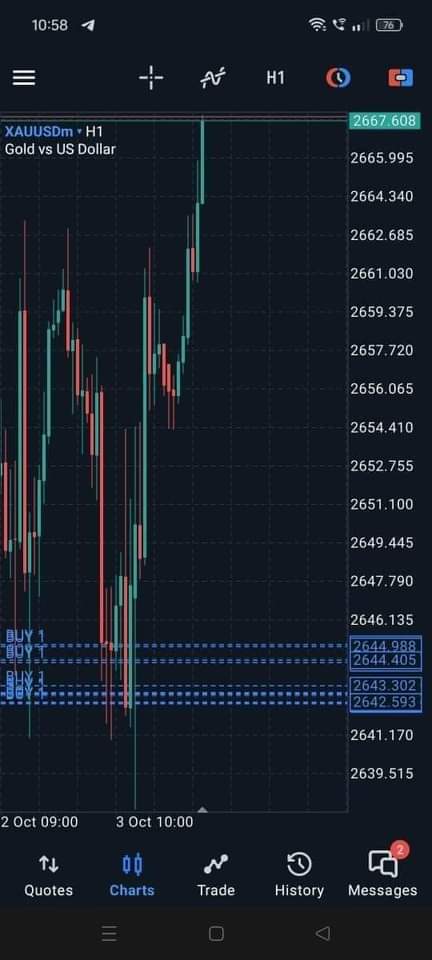 10:58
76
H1
XAUUSDm ▾ H1
Gold vs US Dollar
2667.608
2665.995
2664.340
2662.685
2661.030
2659.375
2657.720
2656.065
2654.410
2652.755
2651.100
2649.445
2647.790
2646.135
BUY 1
2644.988
BUY 1
2644.405
BUY 1
2643.302
BUY 1
2642.593
2641.170
2639.515
2 Oct 09:00
3 Oct 10:00
2
Quotes
Charts
Trade
History
Messages